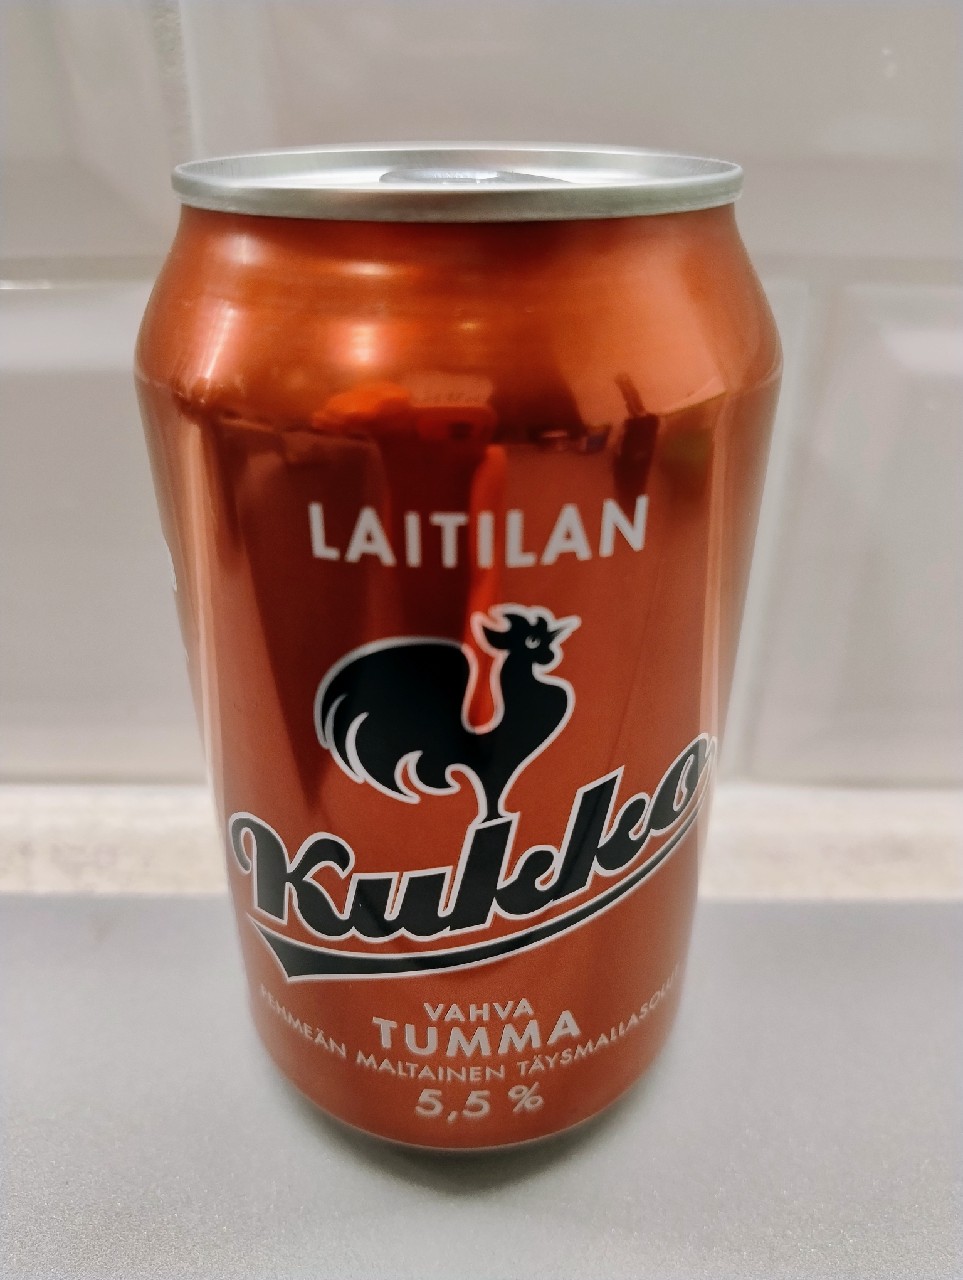 LAITILAN
Kukko
VAHVA
TUMMA
PEHMEÄN MALTAINEN TÄYSMALLASOLUT
5,5 %